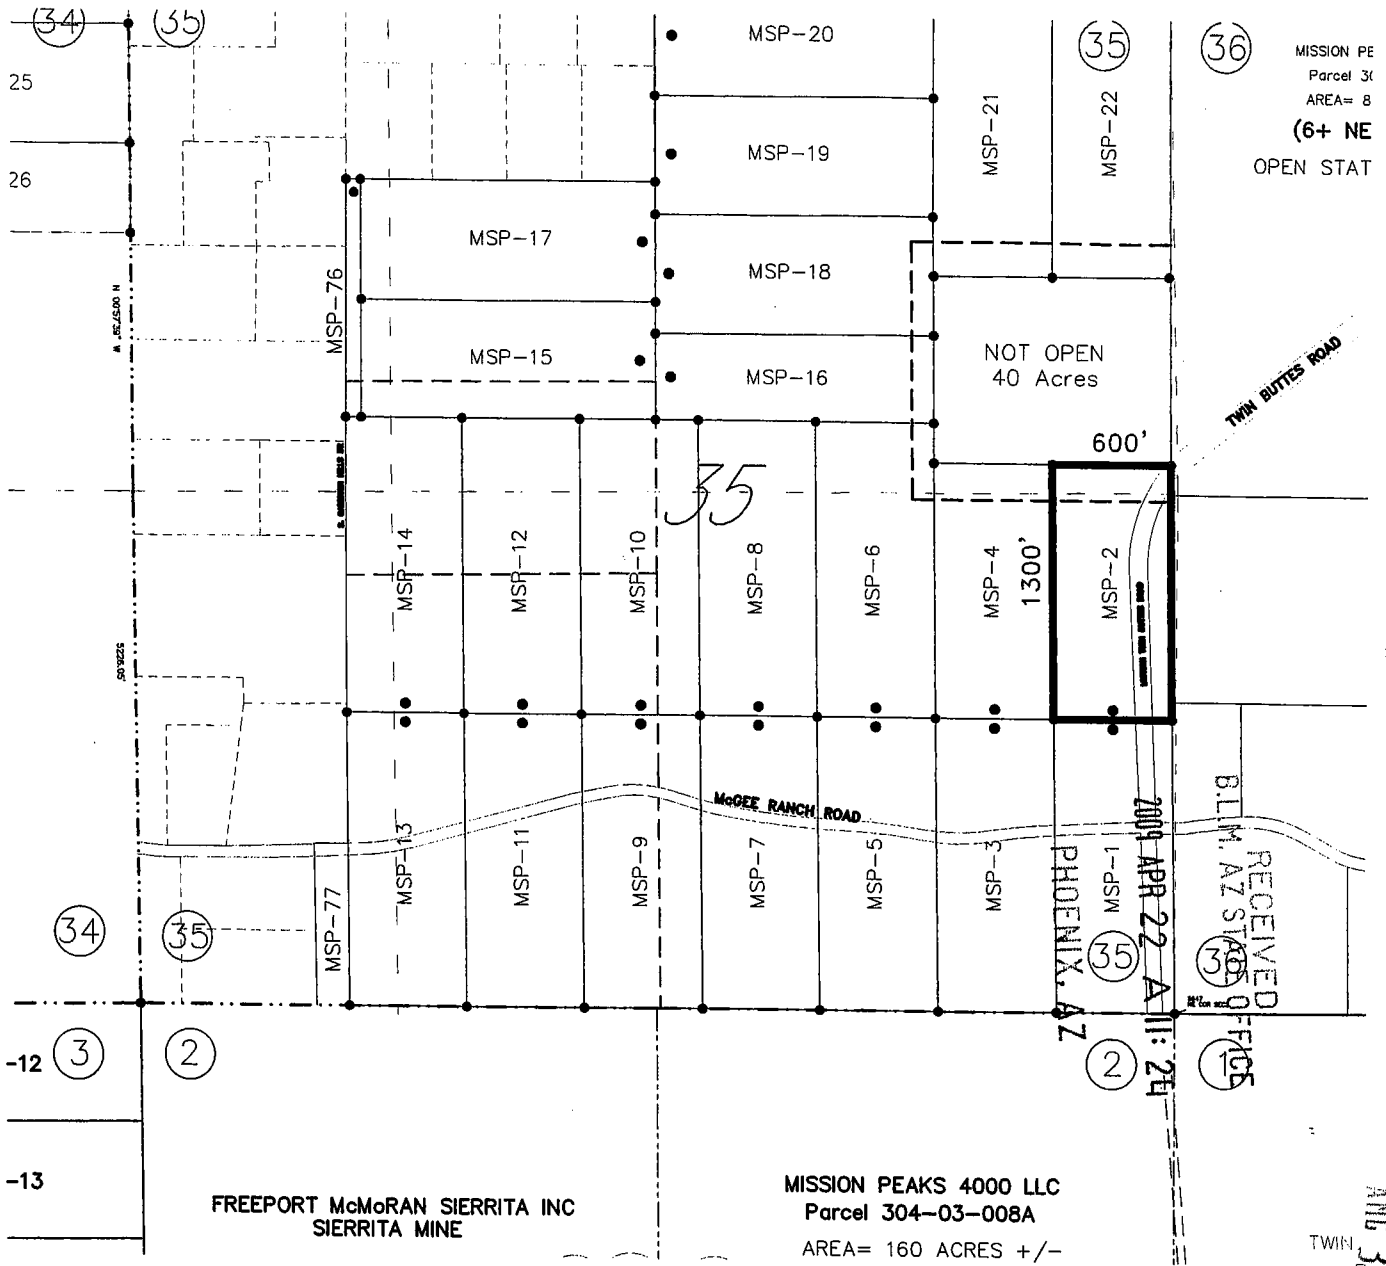 34
35
25
26
MSP-20
MSP-19
MSP-18
MSP-16
MSP-17
MSP-15
MSP-76
MSP-21
MSP-22
35
36
MISSION PE
Parcel 30
AREA= 8
(6+ NE
OPEN STAT
N 00°57'39" W
NOT OPEN
40 Acres
TWIN BUTTES ROAD
600'
1300'
35
MSP-14
MSP-12
MSP-10
MSP-8
MSP-6
MSP-4
MSP-2
5226.05'
McGEE RANCH ROAD
MSP-77
MSP-13
MSP-11
MSP-9
MSP-7
MSP-5
MSP-3
MSP-1
RECEIVED
B.L.M. AZ STATE OFFICE
2009 APR 22 A 11: 24
PHOENIX, AZ
34
35
35
36
3
2
2
1
-12
-13
FREEPORT McMoRAN SIERRITA INC
SIERRITA MINE
MISSION PEAKS 4000 LLC
Parcel 304-03-008A
AREA= 160 ACRES +/-
TWIN